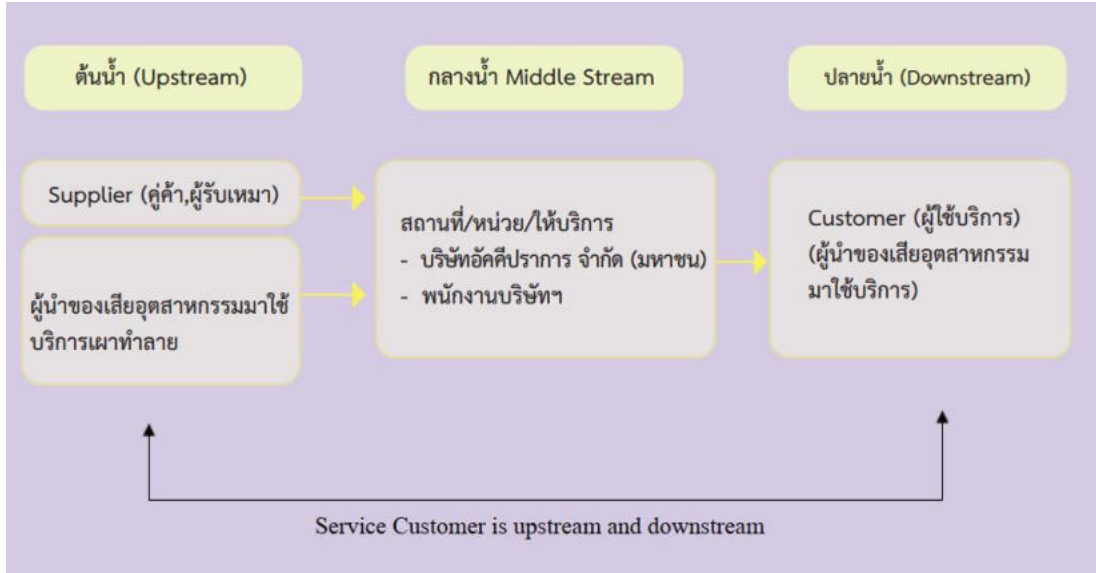 ต้นน้ำ (Upstream)
กลางน้ำ Middle Stream
ปลายน้ำ (Downstream)
Supplier (คู่ค้า,ผู้รับเหมา)
ผู้นำของเสียอุตสาหกรรมมาใช้
บริการเผาทำลาย
สถานที่/หน่วย/ให้บริการ
- บริษัทอัคคีปราการ จำกัด (มหาชน)
- พนักงานบริษัทฯ
Customer (ผู้ใช้บริการ)
(ผู้นำของเสียอุตสาหกรรม
มาใช้บริการ)
Service Customer is upstream and downstream